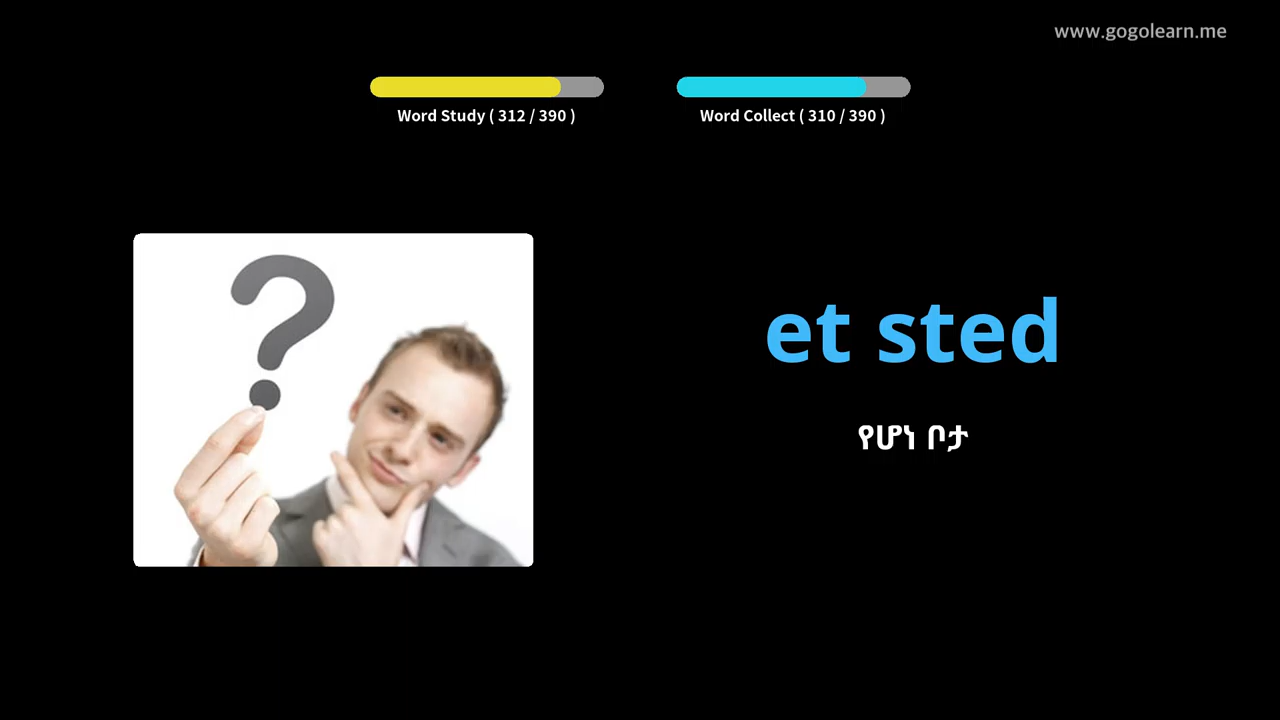 www.gogolearn.me
Word Study ( 312 / 390 )
Word Collect ( 310 / 390 )
et sted
የሆነ ቦታ